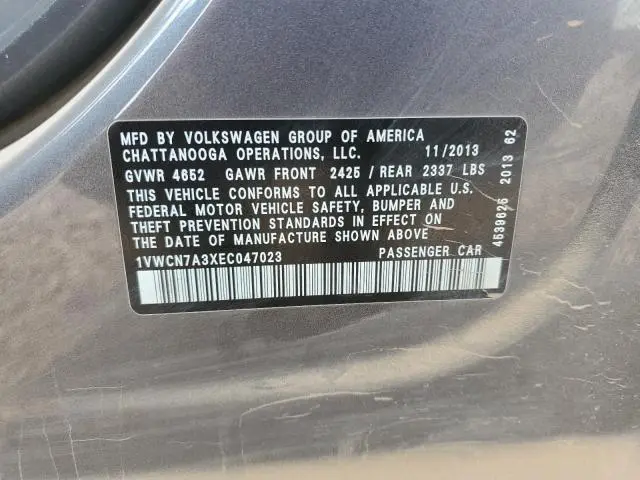 MFD BY VOLKSWAGEN GROUP OF AMERICA
CHATTANOOGA OPERATIONS, LLC. 11/2013
GVWR 4652 GAWR FRONT 2425 / REAR 2337 LBS
THIS VEHICLE CONFORMS TO ALL APPLICABLE U.S.
FEDERAL MOTOR VEHICLE SAFETY, BUMPER AND
THEFT PREVENTION STANDARDS IN EFFECT ON
THE DATE OF MANUFACTURE SHOWN ABOVE
1VWCN7A3XEC047023 PASSENGER CAR
4539626 2013 62